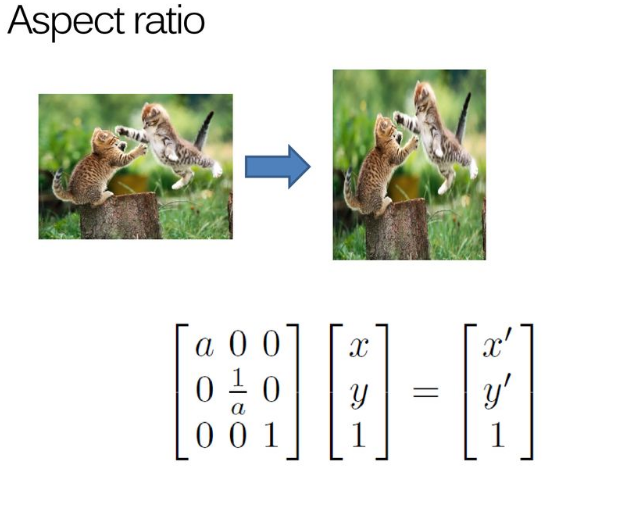 Aspect ratio
[a 0 0] [x] [x′]
[0 1/a 0] [y] = [y′]
[0 0 1] [1] [1]